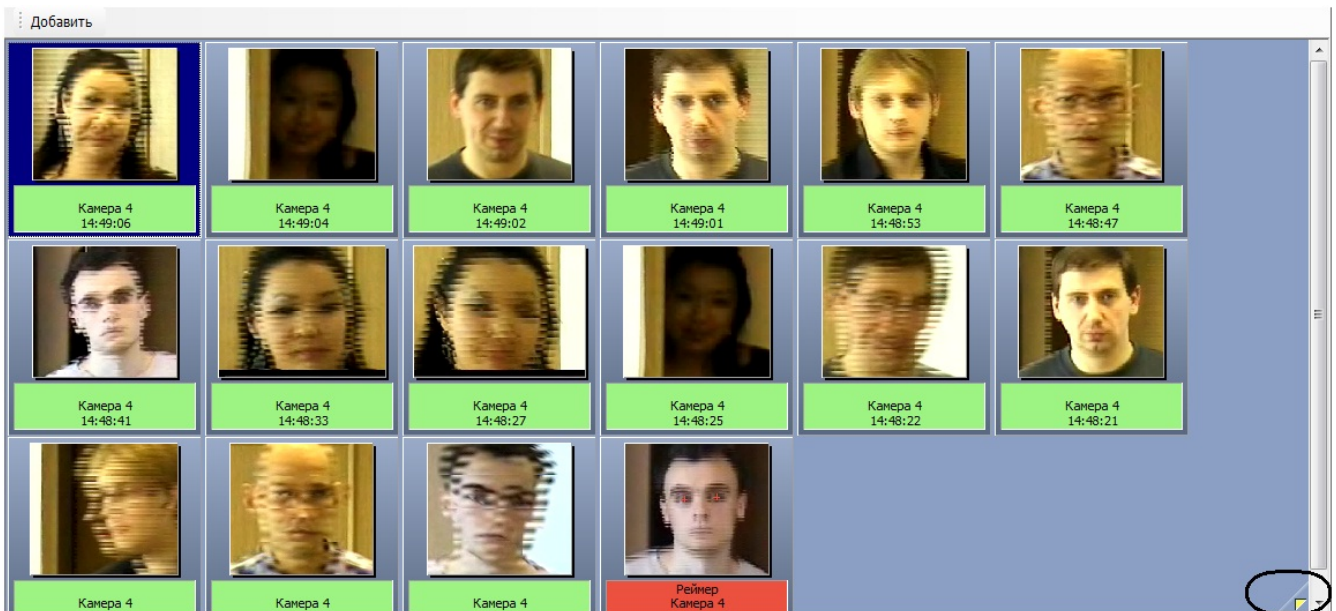 Добавить
Камера 4
14:49:06
Камера 4
14:49:04
Камера 4
14:49:02
Камера 4
14:49:01
Камера 4
14:48:53
Камера 4
14:48:47
Камера 4
14:48:41
Камера 4
14:48:33
Камера 4
14:48:27
Камера 4
14:48:25
Камера 4
14:48:22
Камера 4
14:48:21
Камера 4
Камера 4
Камера 4
Реймер
Камера 4